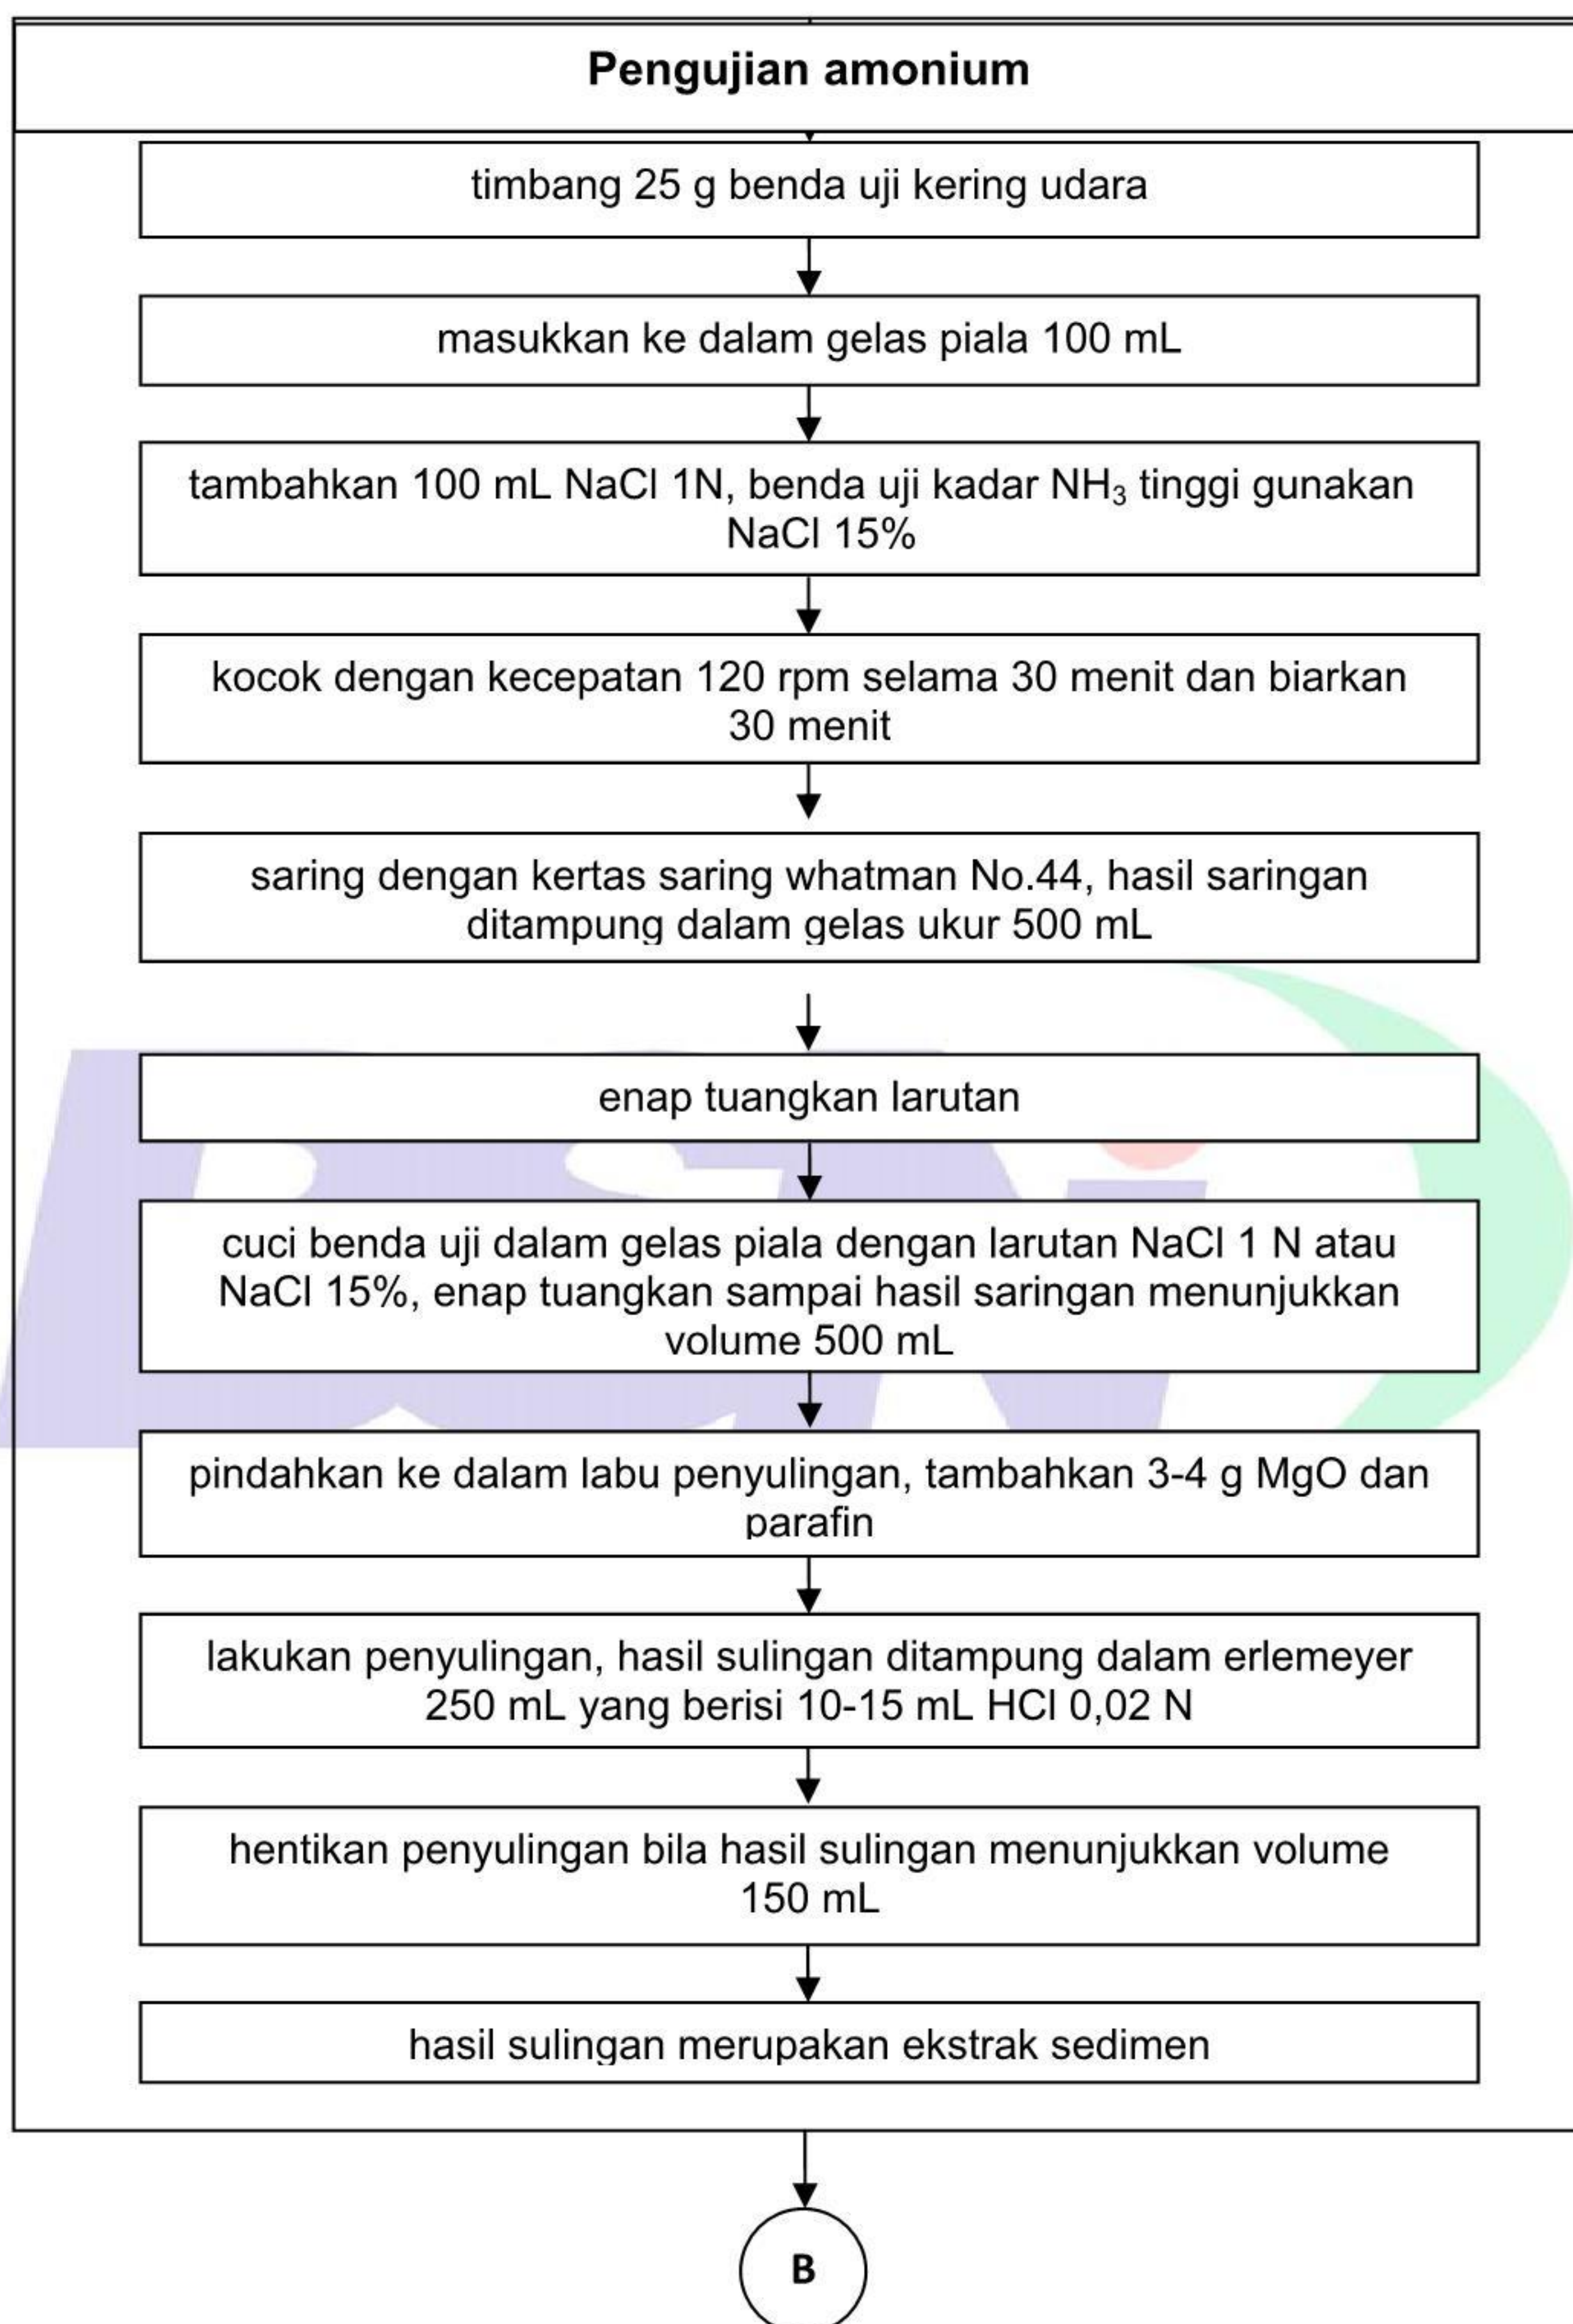 Pengujian amonium
timbang 25 g benda uji kering udara
masukkan ke dalam gelas piala 100 mL
tambahkan 100 mL NaCl 1N, benda uji kadar NH₃ tinggi gunakan
NaCl 15%
kocok dengan kecepatan 120 rpm selama 30 menit dan biarkan
30 menit
saring dengan kertas saring whatman No.44, hasil saringan
ditampung dalam gelas ukur 500 mL
enap tuangkan larutan
cuci benda uji dalam gelas piala dengan larutan NaCl 1 N atau
NaCl 15%, enap tuangkan sampai hasil saringan menunjukkan
volume 500 mL
pindahkan ke dalam labu penyulingan, tambahkan 3-4 g MgO dan
parafin
lakukan penyulingan, hasil sulingan ditampung dalam erlemeyer
250 mL yang berisi 10-15 mL HCl 0,02 N
hentikan penyulingan bila hasil sulingan menunjukkan volume
150 mL
hasil sulingan merupakan ekstrak sedimen
B